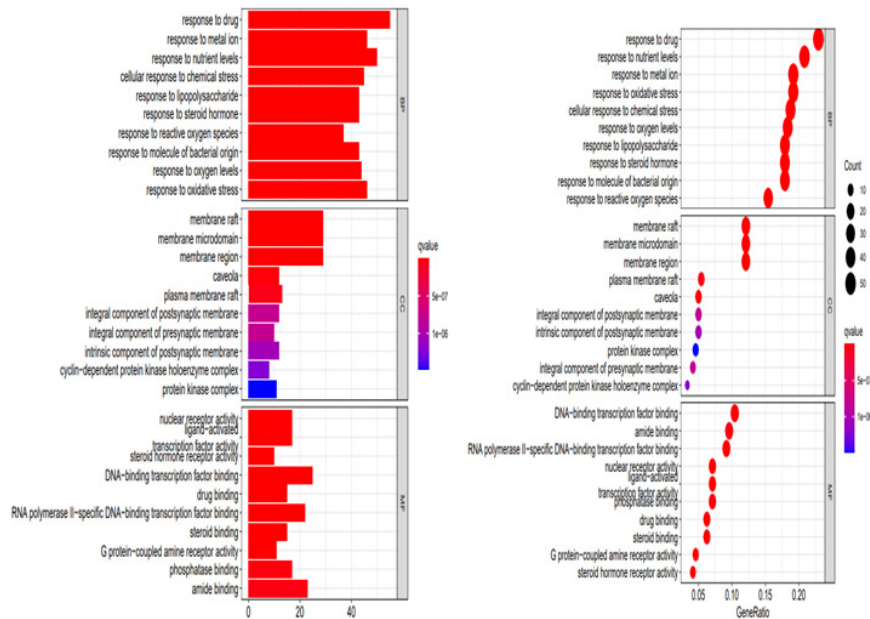 response to drug
response to metal ion
response to nutrient levels
cellular response to chemical stress
response to lipopolysaccharide
response to steroid hormone
response to reactive oxygen species
response to molecule of bacterial origin
response to oxygen levels
response to oxidative stress
BP
membrane raft
membrane microdomain
membrane region
caveola
plasma membrane raft
integral component of postsynaptic membrane
integral component of presynaptic membrane
intrinsic component of postsynaptic membrane
cyclin-dependent protein kinase holoenzyme complex
protein kinase complex
CC
nuclear receptor activity
ligand-activated
transcription factor activity
steroid hormone receptor activity
DNA-binding transcription factor binding
drug binding
RNA polymerase II-specific DNA-binding transcription factor binding
steroid binding
G protein-coupled amine receptor activity
phosphatase binding
amide binding
MF
0 20 40
qvalue
5e-07
1e-06
response to drug
response to nutrient levels
response to metal ion
response to oxidative stress
cellular response to chemical stress
response to oxygen levels
response to lipopolysaccharide
response to steroid hormone
response to molecule of bacterial origin
response to reactive oxygen species
BP
membrane raft
membrane microdomain
membrane region
plasma membrane raft
caveola
integral component of postsynaptic membrane
intrinsic component of postsynaptic membrane
protein kinase complex
integral component of presynaptic membrane
cyclin-dependent protein kinase holoenzyme complex
CC
DNA-binding transcription factor binding
amide binding
RNA polymerase II-specific DNA-binding transcription factor binding
nuclear receptor activity
ligand-activated
transcription factor activity
phosphatase binding
drug binding
steroid binding
G protein-coupled amine receptor activity
steroid hormone receptor activity
MF
0.05 0.10 0.15 0.20
GeneRatio
Count
10
20
30
40
50
qvalue
5e-0
1e-0